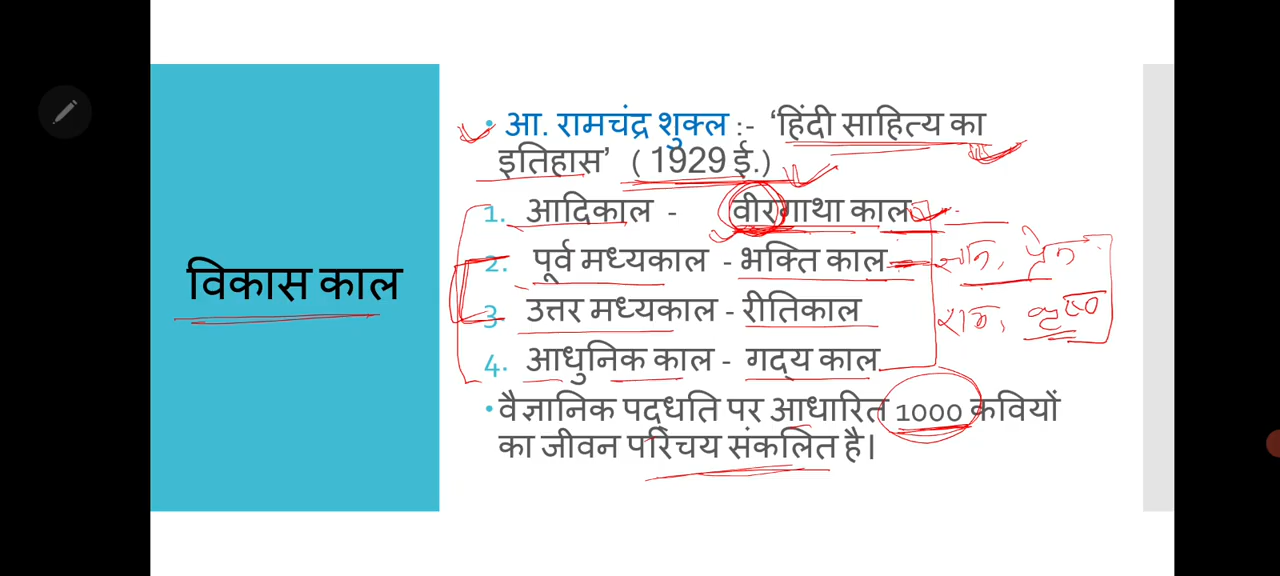 विकास काल
• आ. रामचंद्र शुक्ल :- ‘हिंदी साहित्य का
इतिहास’ ( 1929 ई.)
1. आदिकाल - वीरगाथा काल
2. पूर्व मध्यकाल - भक्ति काल
3. उत्तर मध्यकाल - रीतिकाल
राम, कृष्ण
4. आधुनिक काल - गद्य काल
• वैज्ञानिक पद्धति पर आधारित 1000 कवियों
का जीवन परिचय संकलित है।